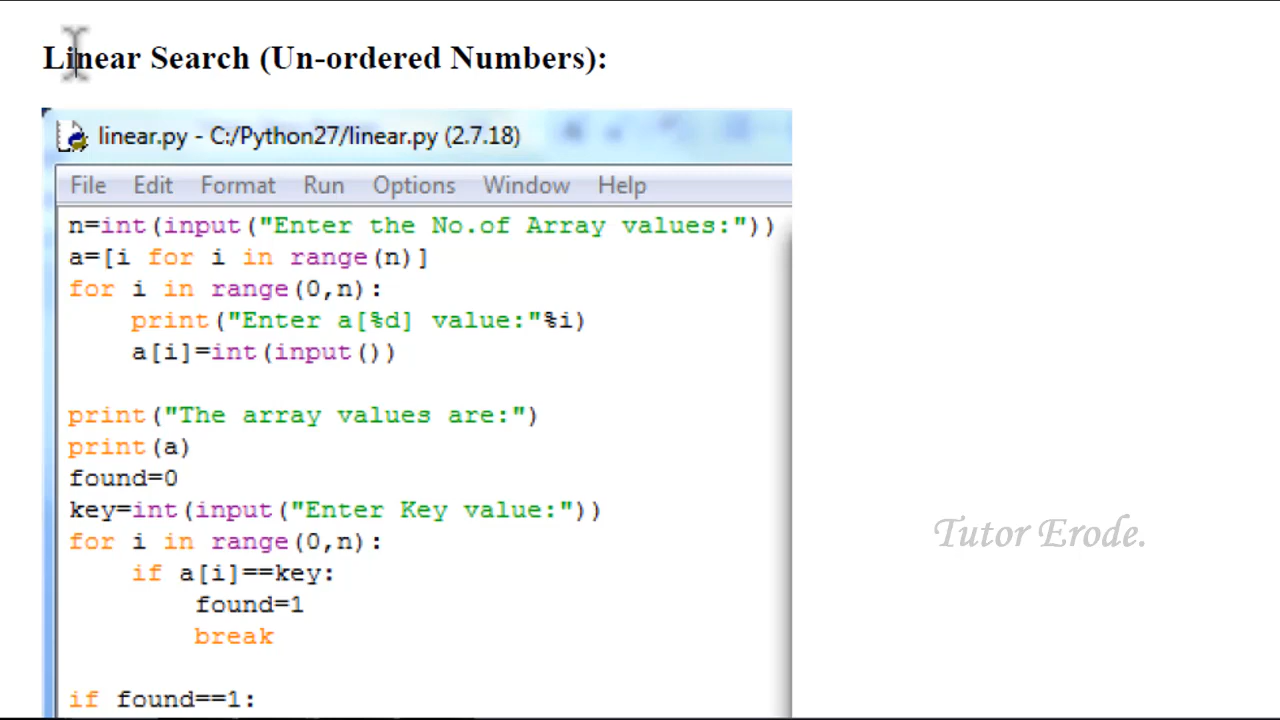 Linear Search (Un-ordered Numbers):
linear.py - C:/Python27/linear.py (2.7.18)
File Edit Format Run Options Window Help
n=int(input("Enter the No.of Array values:"))
a=[i for i in range(n)]
for i in range(0,n):
    print("Enter a[%d] value:"%i)
    a[i]=int(input())
print("The array values are:")
print(a)
found=0
key=int(input("Enter Key value:"))
for i in range(0,n):
    if a[i]==key:
        found=1
        break
if found==1:
Tutor Erode.